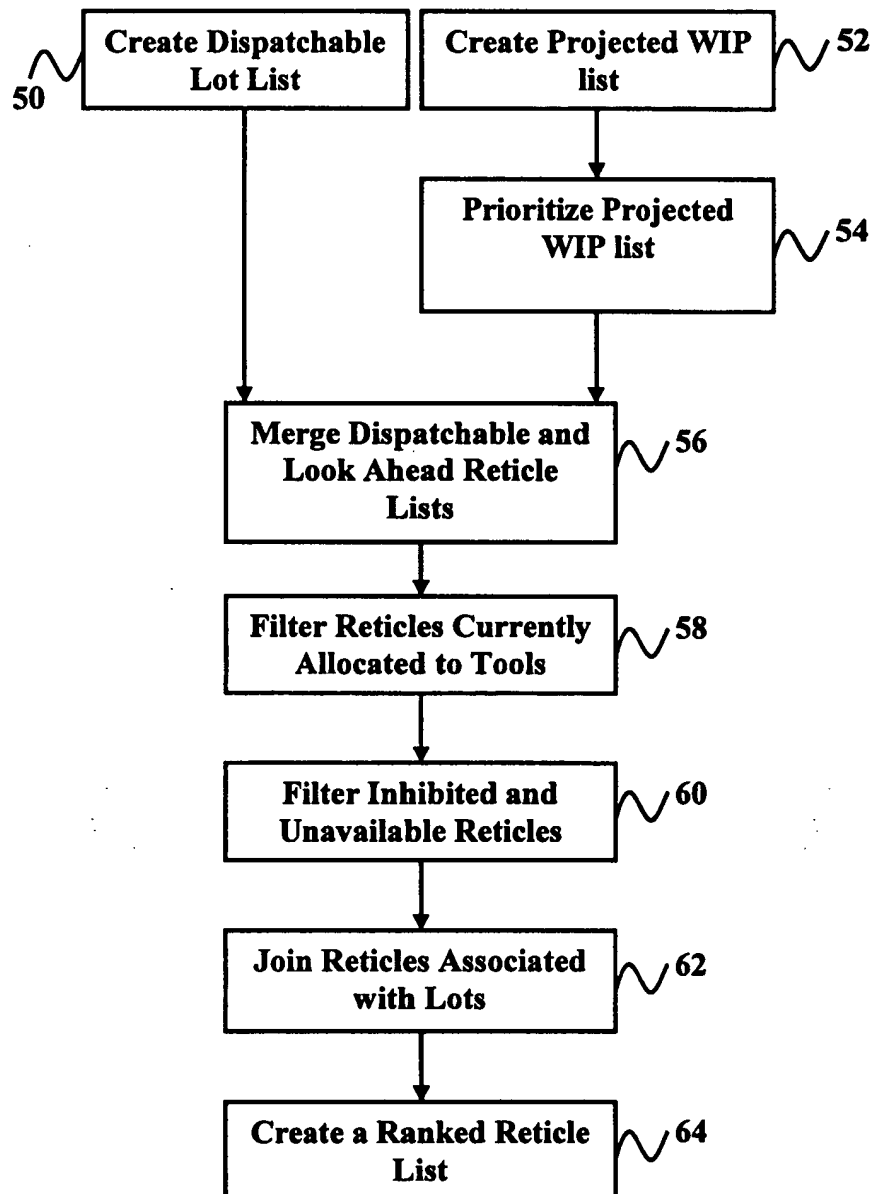 Create Dispatchable
Lot List
50
Create Projected WIP
list
52
Prioritize Projected
WIP list
54
Merge Dispatchable and
Look Ahead Reticle
Lists
56
Filter Reticles Currently
Allocated to Tools
58
Filter Inhibited and
Unavailable Reticles
60
Join Reticles Associated
with Lots
62
Create a Ranked Reticle
List
64